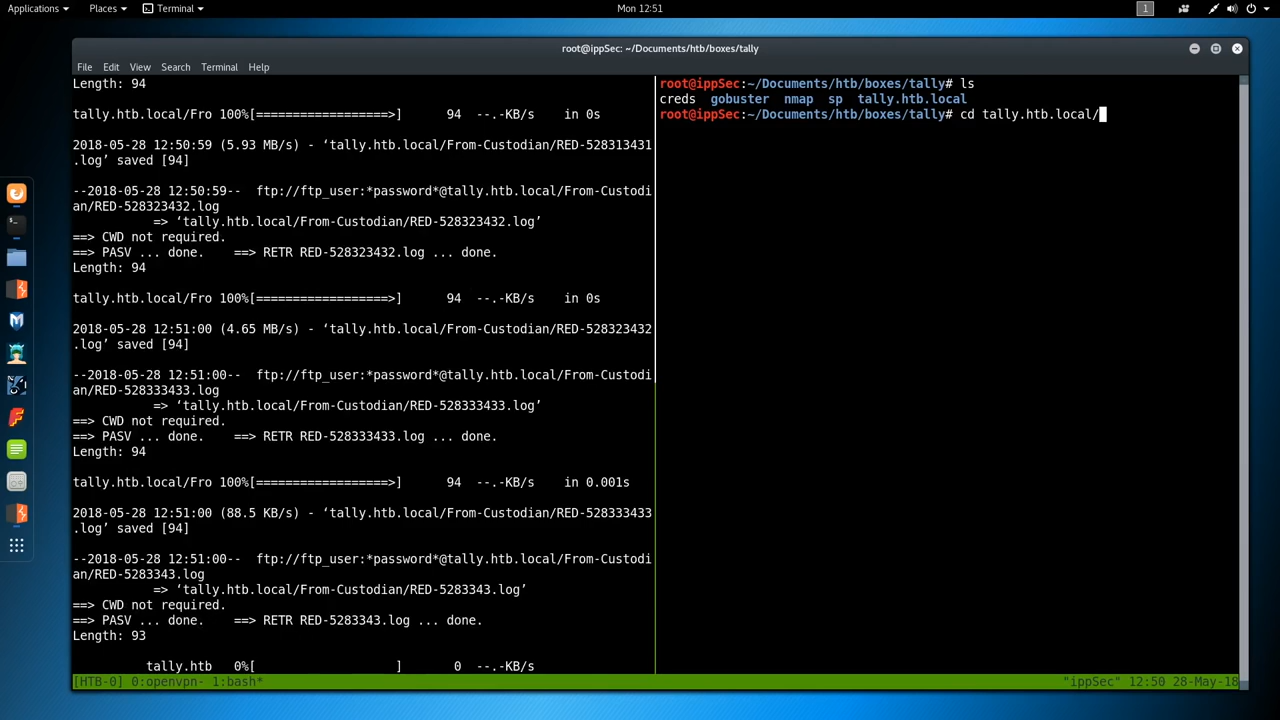 Applications Places Terminal Mon 12:51 1
root@ippSec: ~/Documents/htb/boxes/tally
File Edit View Search Terminal Help
Length: 94
tally.htb.local/Fro 100%[==================>] 94 --.-KB/s in 0s
2018-05-28 12:50:59 (5.93 MB/s) - ‘tally.htb.local/From-Custodian/RED-528313431
.log’ saved [94]
--2018-05-28 12:50:59-- ftp://ftp_user:*password*@tally.htb.local/From-Custodi
an/RED-528323432.log
=> ‘tally.htb.local/From-Custodian/RED-528323432.log’
==> CWD not required.
==> PASV ... done. ==> RETR RED-528323432.log ... done.
Length: 94
tally.htb.local/Fro 100%[==================>] 94 --.-KB/s in 0s
2018-05-28 12:51:00 (4.65 MB/s) - ‘tally.htb.local/From-Custodian/RED-528323432
.log’ saved [94]
--2018-05-28 12:51:00-- ftp://ftp_user:*password*@tally.htb.local/From-Custodi
an/RED-528333433.log
=> ‘tally.htb.local/From-Custodian/RED-528333433.log’
==> CWD not required.
==> PASV ... done. ==> RETR RED-528333433.log ... done.
Length: 94
tally.htb.local/Fro 100%[==================>] 94 --.-KB/s in 0.001s
2018-05-28 12:51:00 (88.5 KB/s) - ‘tally.htb.local/From-Custodian/RED-528333433
.log’ saved [94]
--2018-05-28 12:51:00-- ftp://ftp_user:*password*@tally.htb.local/From-Custodi
an/RED-5283343.log
=> ‘tally.htb.local/From-Custodian/RED-5283343.log’
==> CWD not required.
==> PASV ... done. ==> RETR RED-5283343.log ... done.
Length: 93
tally.htb 0%[ ] 0 --.-KB/s
root@ippSec:~/Documents/htb/boxes/tally# ls
creds gobuster nmap sp tally.htb.local
root@ippSec:~/Documents/htb/boxes/tally# cd tally.htb.local/
[HTB-0] 0:openvpn- 1:bash* "ippSec" 12:50 28-May-18